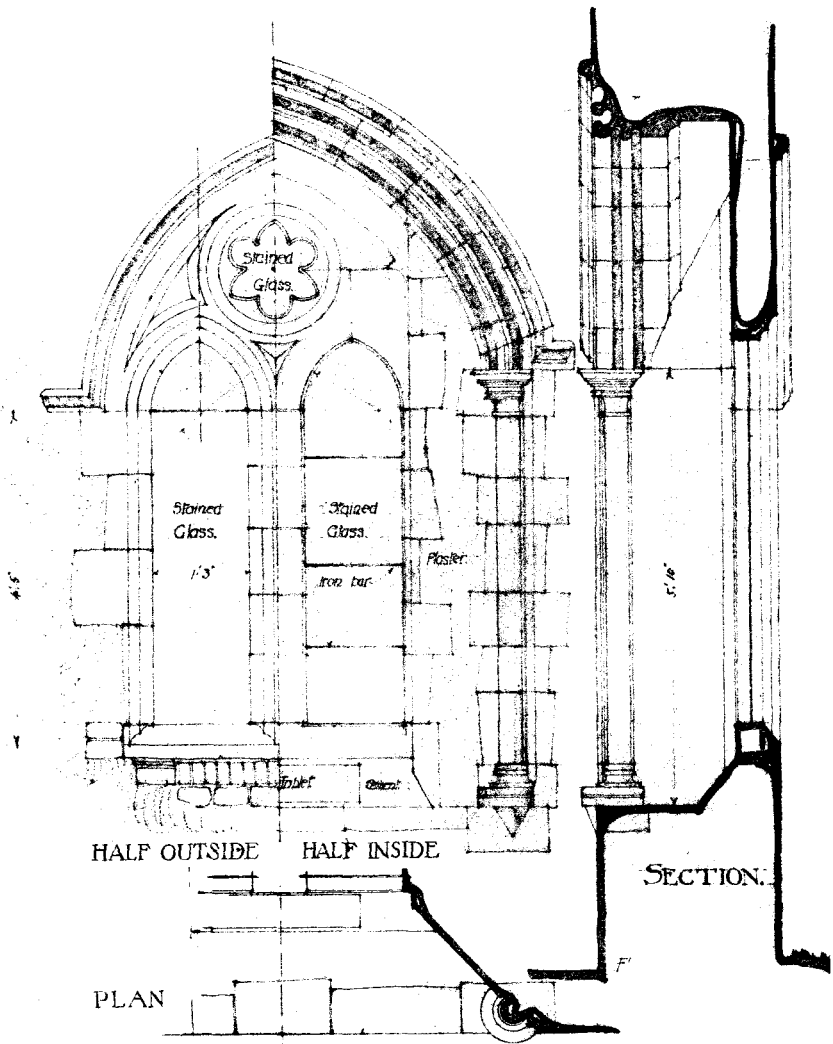 Stained
Glass.
Stained
Glass.
1'·3"
Stained
Glass.
Iron bar
Plaster
4'·5"
5'·10"
Cement
HALF OUTSIDE
HALF INSIDE
SECTION.
PLAN